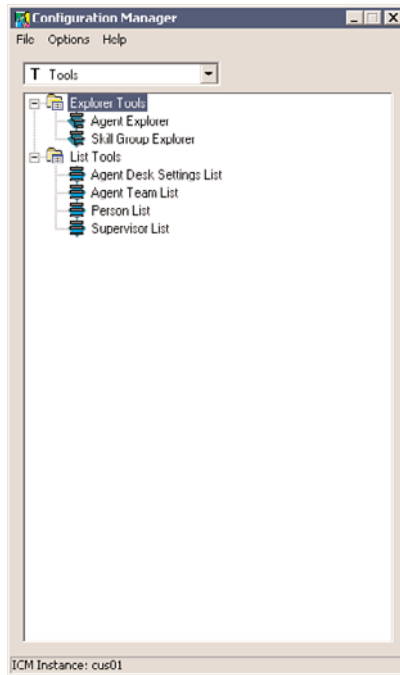 Configuration Manager
File Options Help
T Tools
Explorer Tools
Agent Explorer
Skill Group Explorer
List Tools
Agent Desk Settings List
Agent Team List
Person List
Supervisor List
ICM Instance: cus01